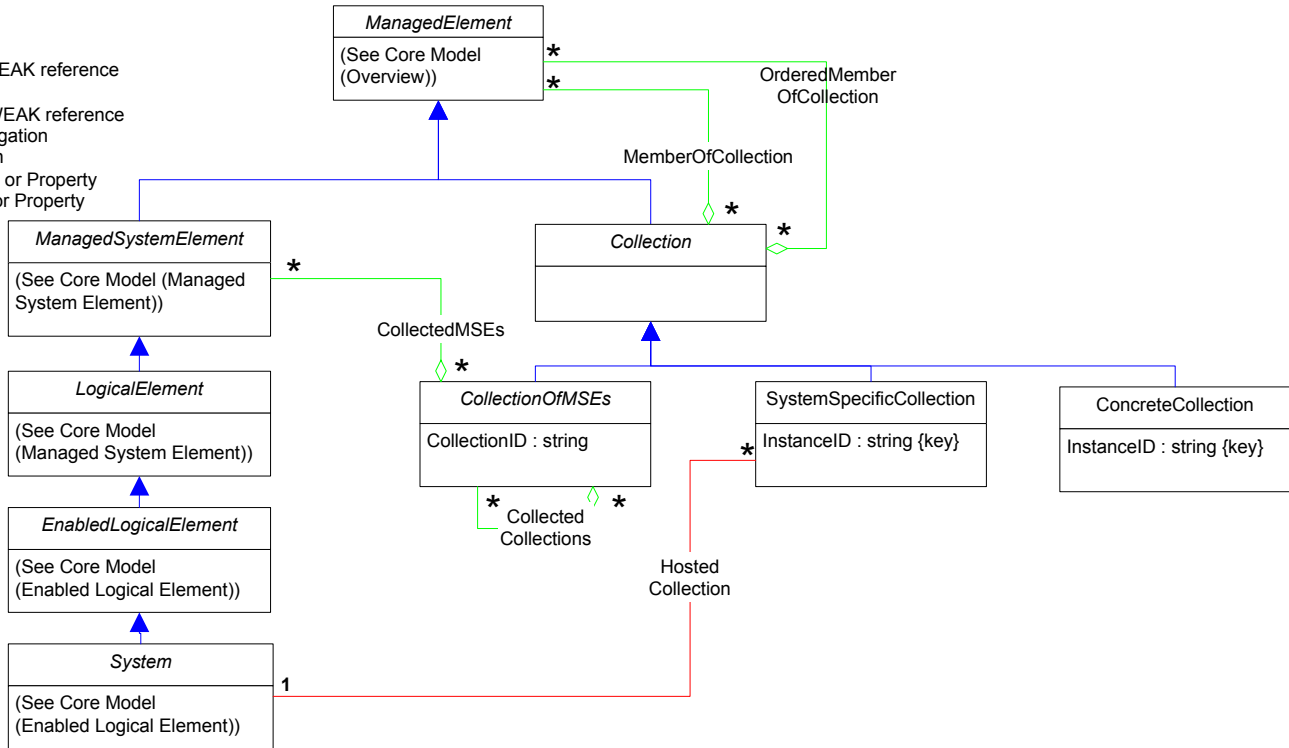 ManagedElement
(See Core Model
(Overview))
*
*
OrderedMember
OfCollection
MemberOfCollection
*
*
EAK reference
/EAK reference
gation
n
or Property
or Property
ManagedSystemElement
(See Core Model (Managed
System Element))
*
Collection
CollectedMSEs
*
LogicalElement
(See Core Model
(Managed System Element))
CollectionOfMSEs
CollectionID : string
*
*
Collected
Collections
SystemSpecificCollection
InstanceID : string {key}
*
ConcreteCollection
InstanceID : string {key}
EnabledLogicalElement
(See Core Model
(Enabled Logical Element))
Hosted
Collection
System
(See Core Model
(Enabled Logical Element))
1